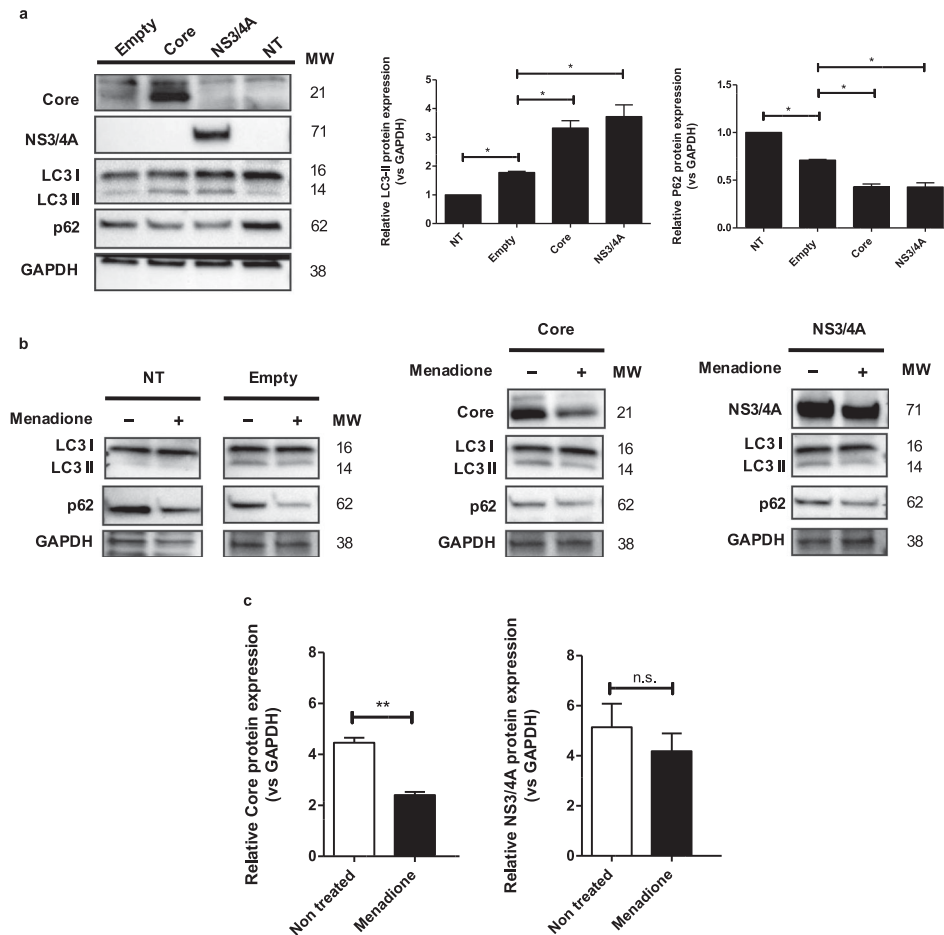 a
Empty Core NS3/4A NT MW
Core 21
NS3/4A 71
LC3 I 16
LC3 II 14
p62 62
GAPDH 38
Relative LC3-II protein expression
(vs GAPDH)
5
4
3
2
1
0
* * *
NT Empty Core NS3/4A
Relative P62 protein expression
(vs GAPDH)
1.5
1.0
0.5
0.0
* * *
NT Empty Core NS3/4A
b
NT Empty
Menadione − + − + MW
LC3 I 16
LC3 II 14
p62 62
GAPDH 38
Core
Menadione − + MW
Core 21
LC3 I 16
LC3 II 14
p62 62
GAPDH 38
NS3/4A
Menadione − + MW
NS3/4A 71
LC3 I 16
LC3 II 14
p62 62
GAPDH 38
c
Relative Core protein expression
(vs GAPDH)
8
6
4
2
0
**
Non treated Menadione
Relative NS3/4A protein expression
(vs GAPDH)
8
6
4
2
0
n.s.
Non treated Menadione